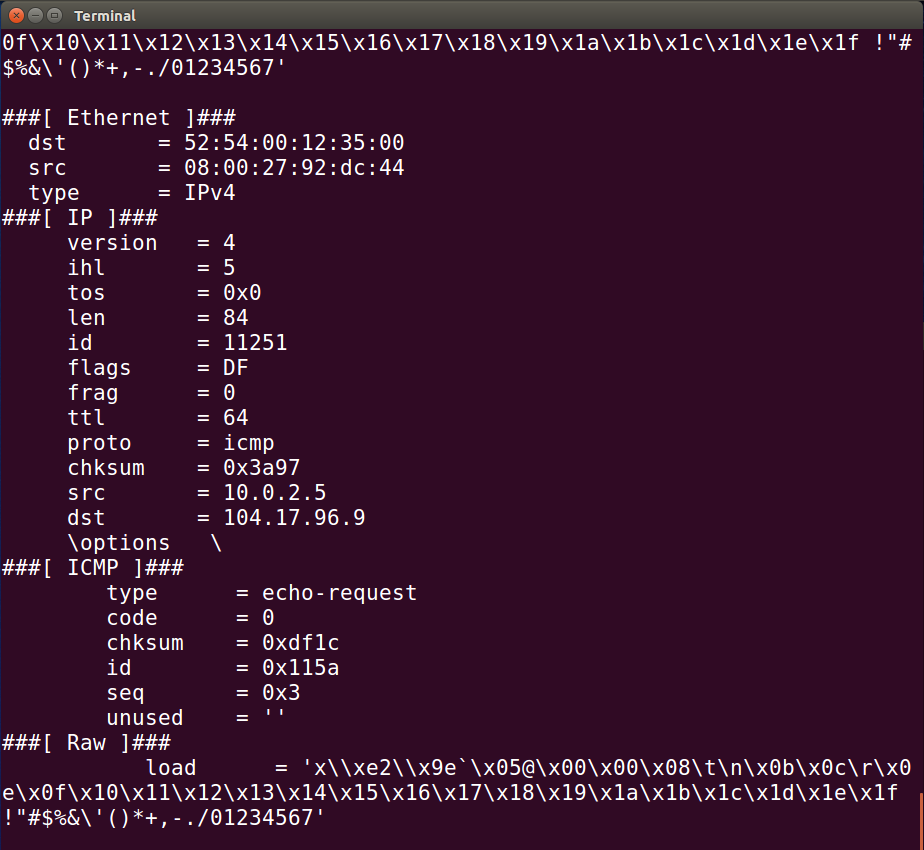 Terminal
0f\x10\x11\x12\x13\x14\x15\x16\x17\x18\x19\x1a\x1b\x1c\x1d\x1e\x1f !"#
$%&\'()*+,-./01234567'
###[ Ethernet ]###
  dst       = 52:54:00:12:35:00
  src       = 08:00:27:92:dc:44
  type      = IPv4
###[ IP ]###
     version   = 4
     ihl       = 5
     tos       = 0x0
     len       = 84
     id        = 11251
     flags     = DF
     frag      = 0
     ttl       = 64
     proto     = icmp
     chksum    = 0x3a97
     src       = 10.0.2.5
     dst       = 104.17.96.9
     \options   \
###[ ICMP ]###
        type      = echo-request
        code      = 0
        chksum    = 0xdf1c
        id        = 0x115a
        seq       = 0x3
        unused    = ''
###[ Raw ]###
           load      = 'x\\xe2\\x9e`\x05@\x00\x00\x08\t\n\x0b\x0c\r\x0
e\x0f\x10\x11\x12\x13\x14\x15\x16\x17\x18\x19\x1a\x1b\x1c\x1d\x1e\x1f
!"#$%&\'()*+,-./01234567'